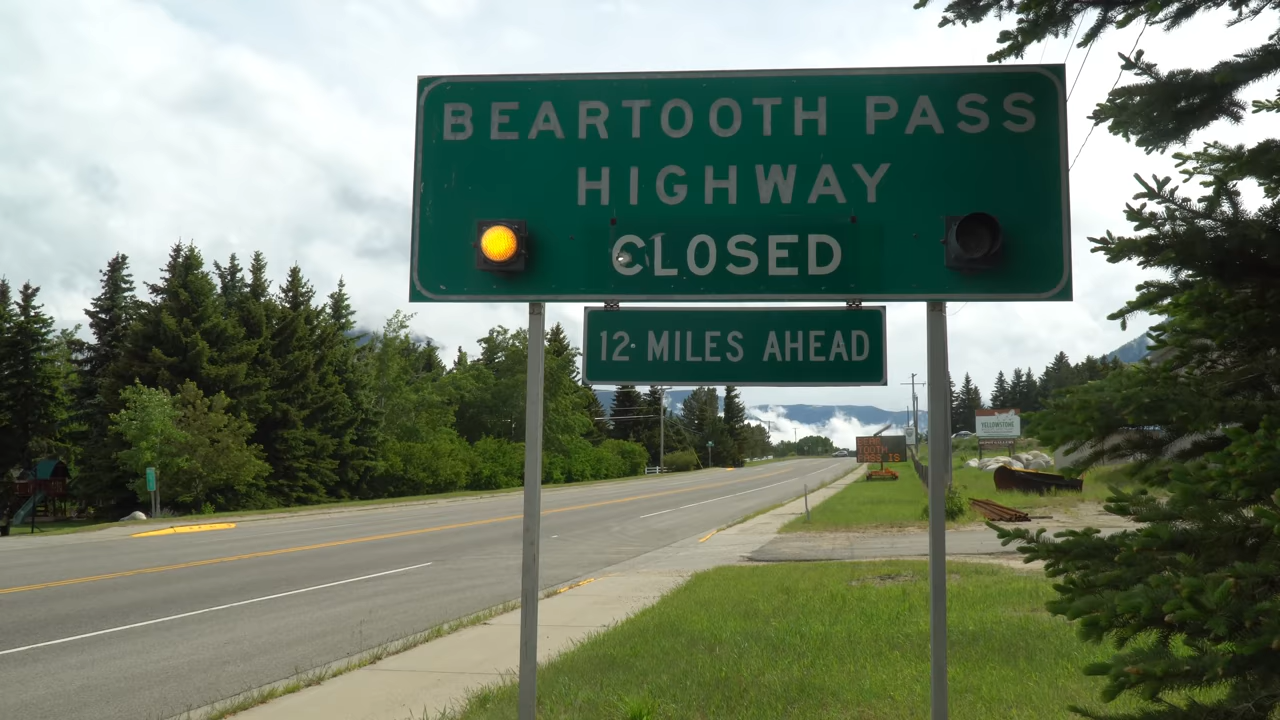 BEARTOOTH PASS
HIGHWAY
CLOSED
12 MILES AHEAD
YELLOWSTONE